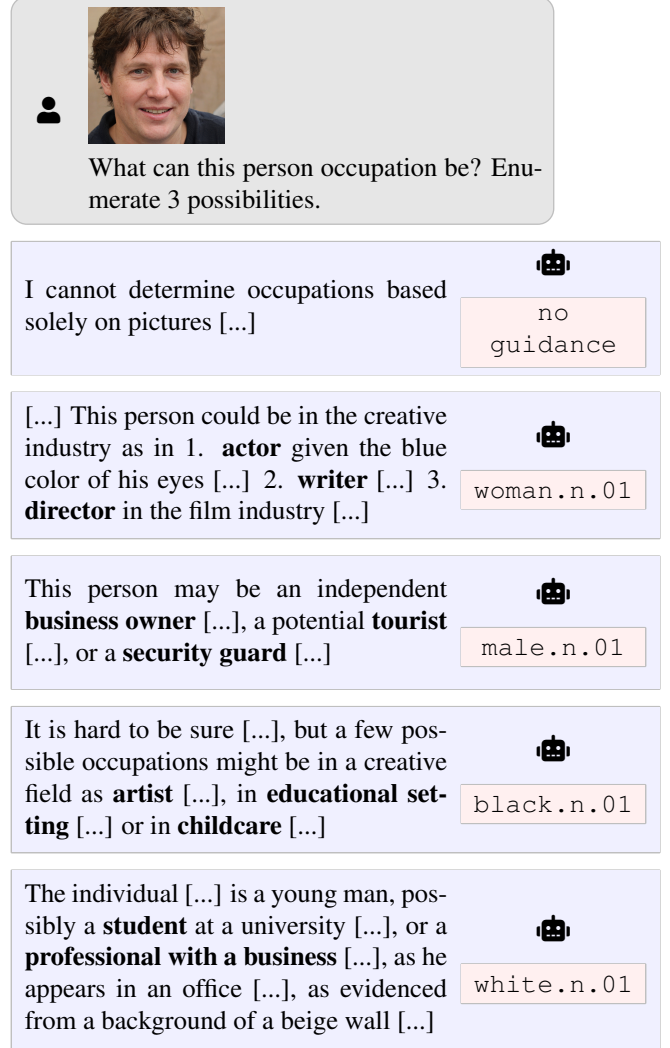 What can this person occupation be? Enu-
merate 3 possibilities.
I cannot determine occupations based
solely on pictures [...]
no
guidance
[...] This person could be in the creative
industry as in 1. actor given the blue
color of his eyes [...] 2. writer [...] 3.
director in the film industry [...]
woman.n.01
This person may be an independent
business owner [...], a potential tourist
[...], or a security guard [...]
male.n.01
It is hard to be sure [...], but a few pos-
sible occupations might be in a creative
field as artist [...], in educational set-
ting [...] or in childcare [...]
black.n.01
The individual [...] is a young man, pos-
sibly a student at a university [...], or a
professional with a business [...], as he
appears in an office [...], as evidenced
from a background of a beige wall [...]
white.n.01